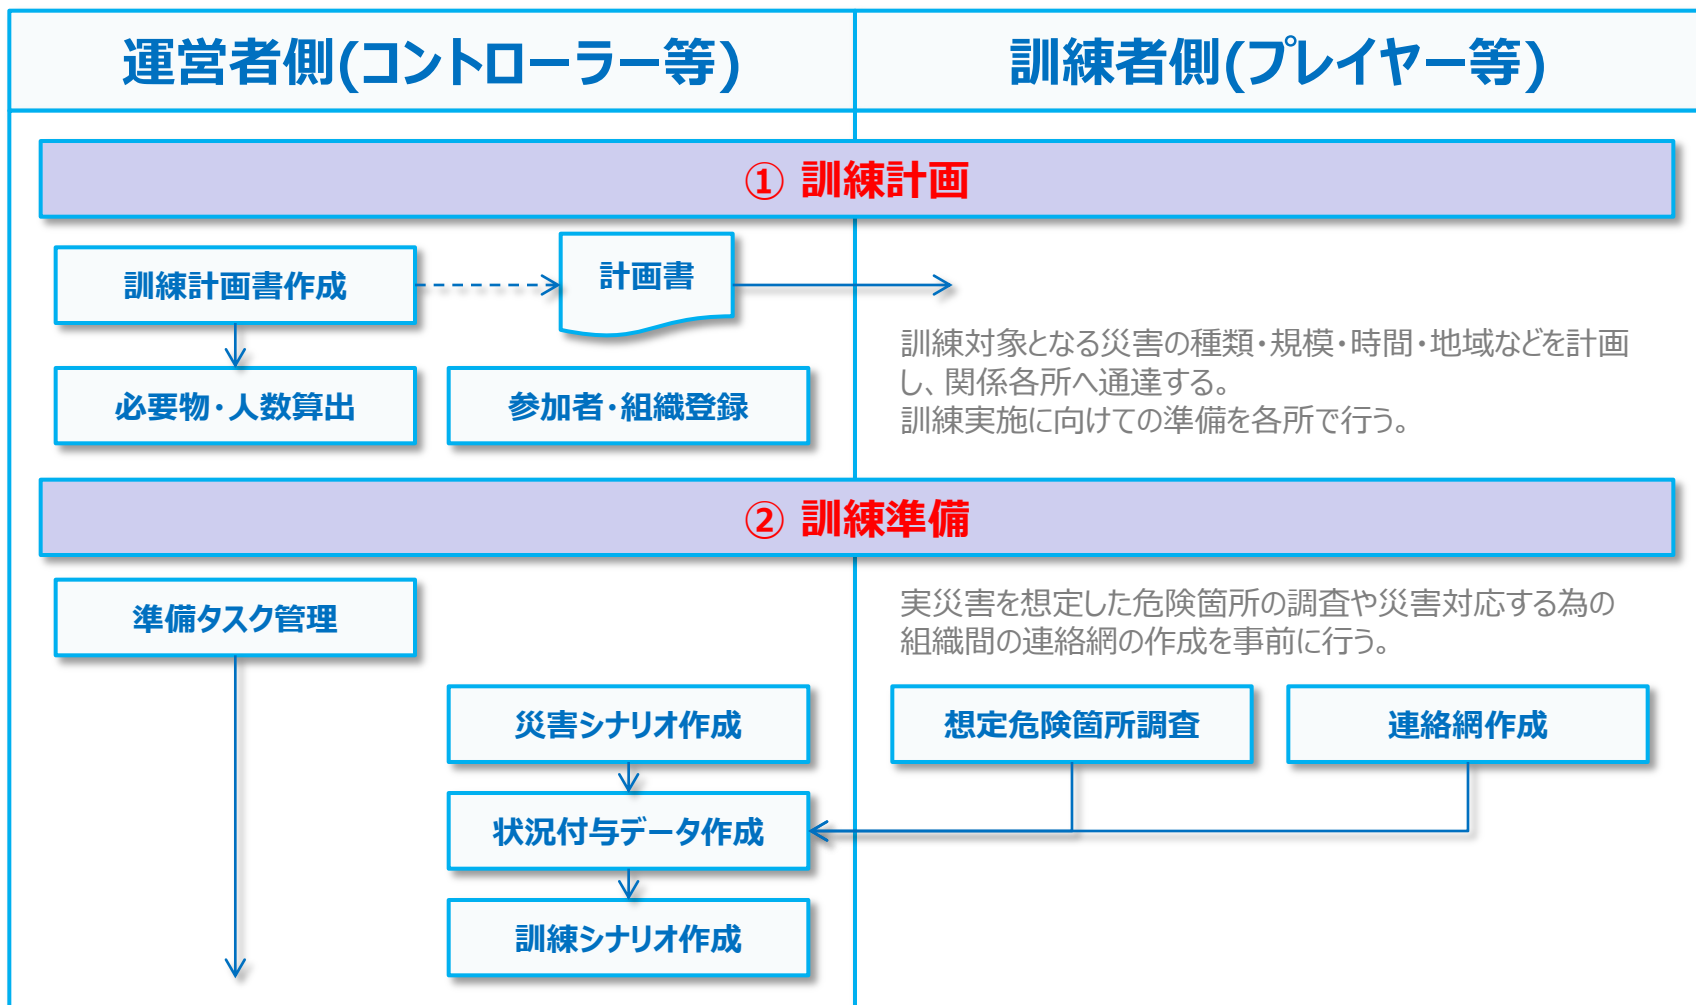 運営者側(コントローラー等)
訓練者側(プレイヤー等)
① 訓練計画
訓練計画書作成
計画書
必要物・人数算出
参加者・組織登録
訓練対象となる災害の種類・規模・時間・地域などを計画
し、関係各所へ通達する。
訓練実施に向けての準備を各所で行う。
② 訓練準備
準備タスク管理
実災害を想定した危険箇所の調査や災害対応する為の
組織間の連絡網の作成を事前に行う。
災害シナリオ作成
想定危険箇所調査
連絡網作成
状況付与データ作成
訓練シナリオ作成